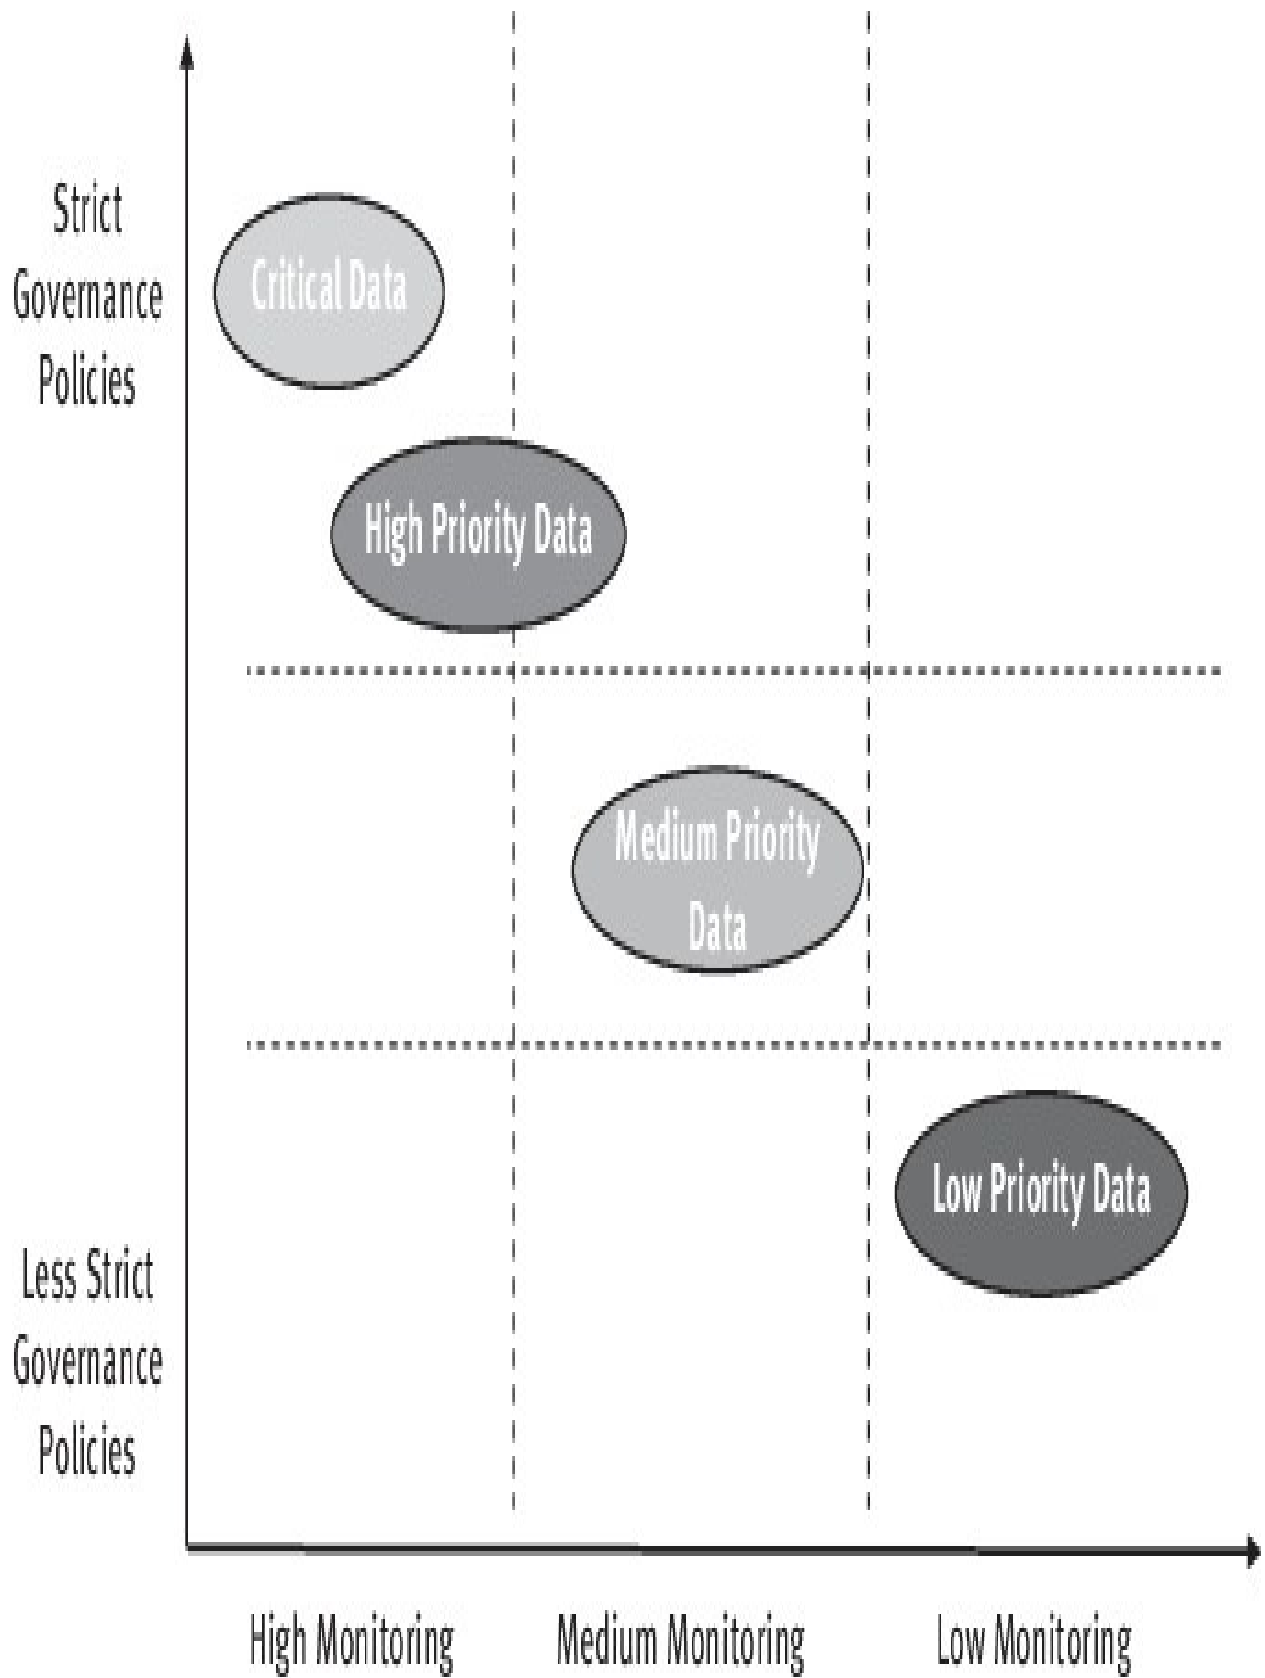 Strict
Governance
Policies
Critical Data
High Priority Data
Medium Priority
Data
Low Priority Data
Less Strict
Governance
Policies
High Monitoring
Medium Monitoring
Low Monitoring